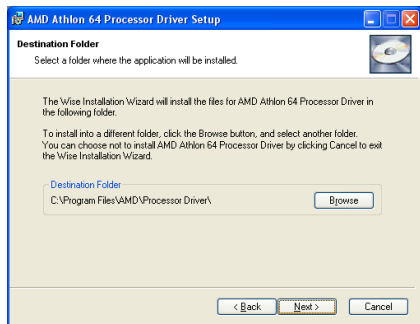 AMD Athlon 64 Processor Driver Setup
Destination Folder
Select a folder where the application will be installed.
The Wise Installation Wizard will install the files for AMD Athlon 64 Processor Driver in
the following folder.
To install into a different folder, click the Browse button, and select another folder.
You can choose not to install AMD Athlon 64 Processor Driver by clicking Cancel to exit
the Wise Installation Wizard.
Destination Folder
C:\Program Files\AMD\Processor Driver\
Browse
< Back
Next >
Cancel